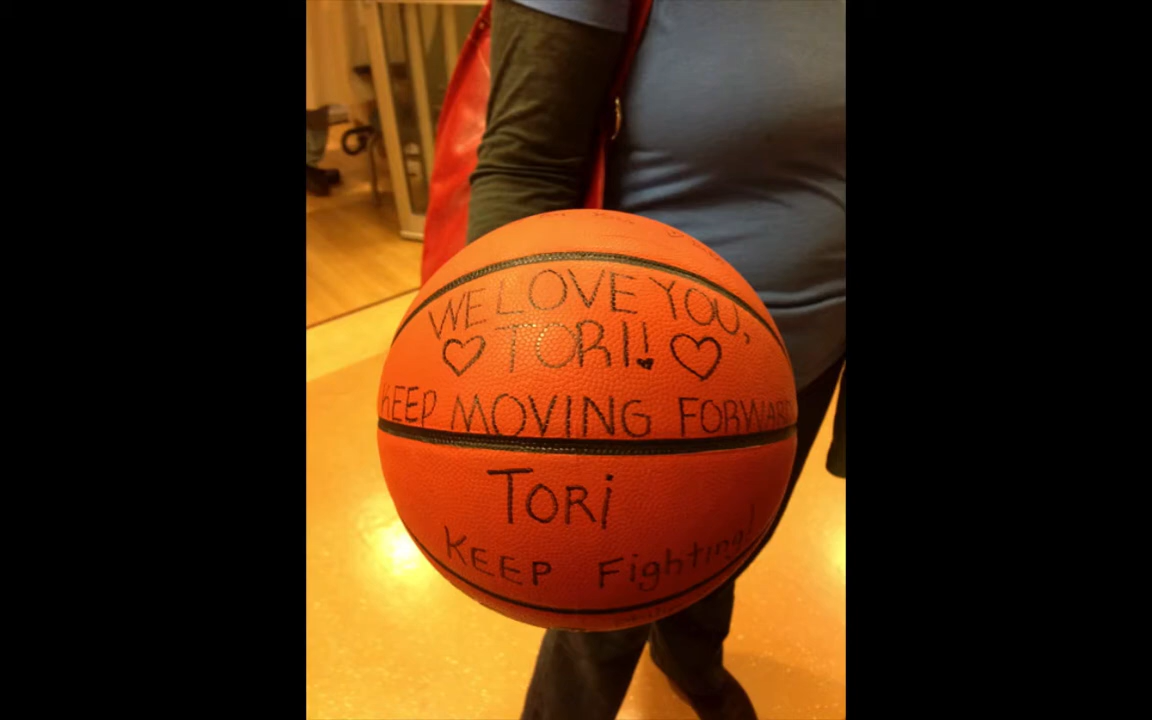 WE LOVE YOU,
♡ TORI! ♡
KEEP MOVING FORWARD
TORi
KEEP Fighting!